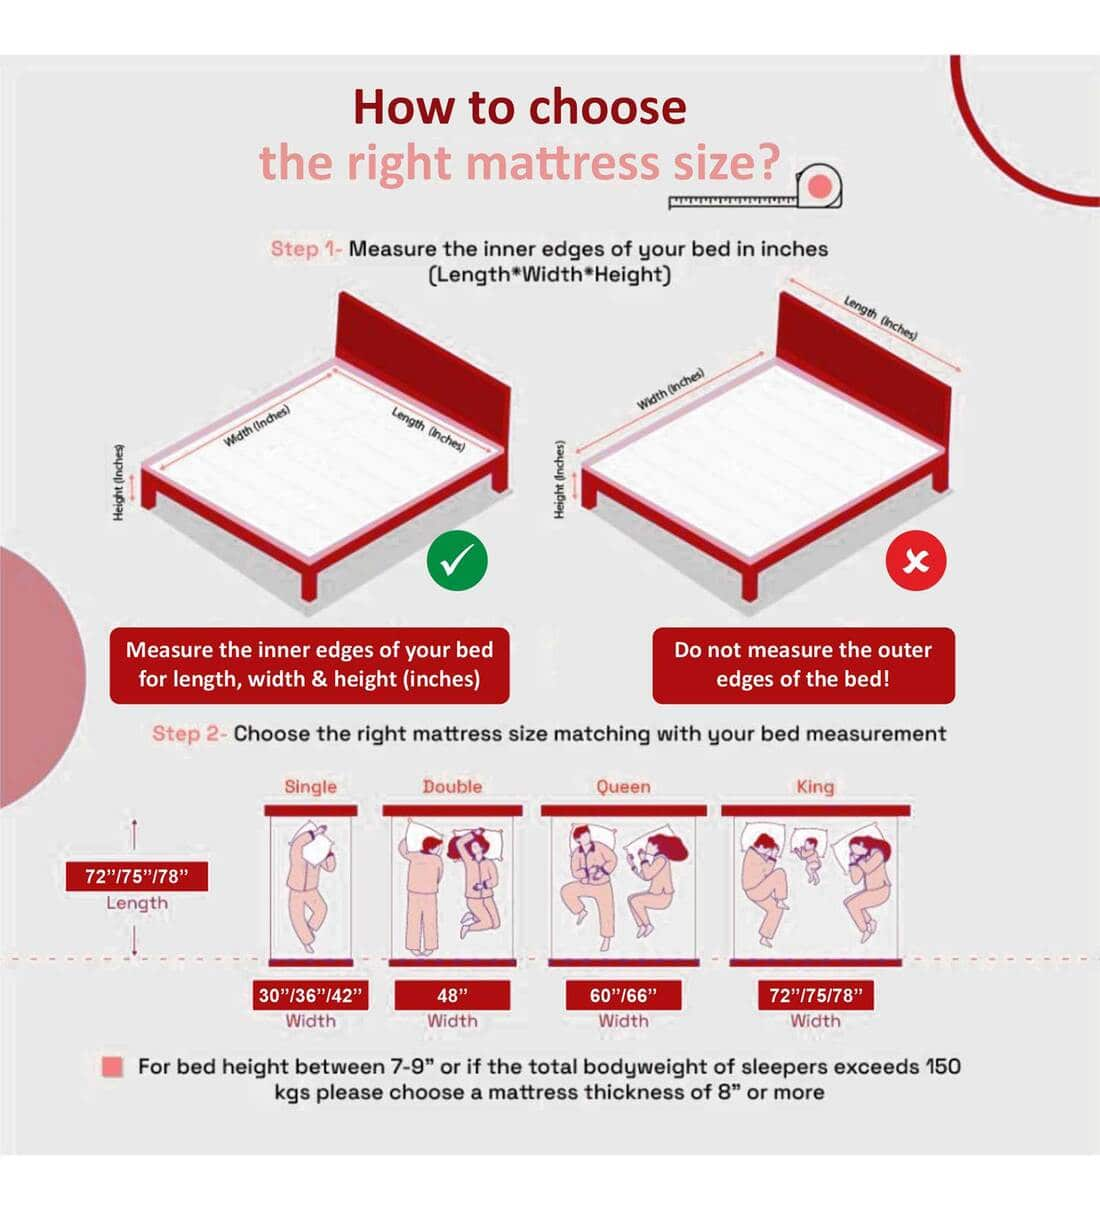 How to choose
the right mattress size?
Step 1- Measure the inner edges of your bed in inches
(Length*Width*Height)
Width (Inches)
Length (Inches)
Height (Inches)
Length (Inches)
Width (Inches)
Height (Inches)
Measure the inner edges of your bed
for length, width & height (inches)
Do not measure the outer
edges of the bed!
Step 2- Choose the right mattress size matching with your bed measurement
Single
Double
Queen
King
72’’/75’’/78’’
Length
30’’/36’’/42’’
48’’
60’’/66’’
72’’/75/78’’
Width
Width
Width
Width
For bed height between 7-9” or if the total bodyweight of sleepers exceeds 150
kgs please choose a mattress thickness of 8” or more